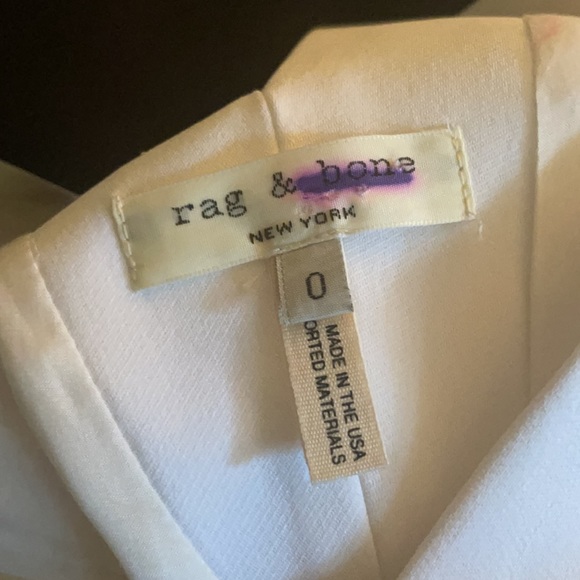 rag & bone
NEW YORK
0
MADE IN THE USA
ORTED MATERIALS